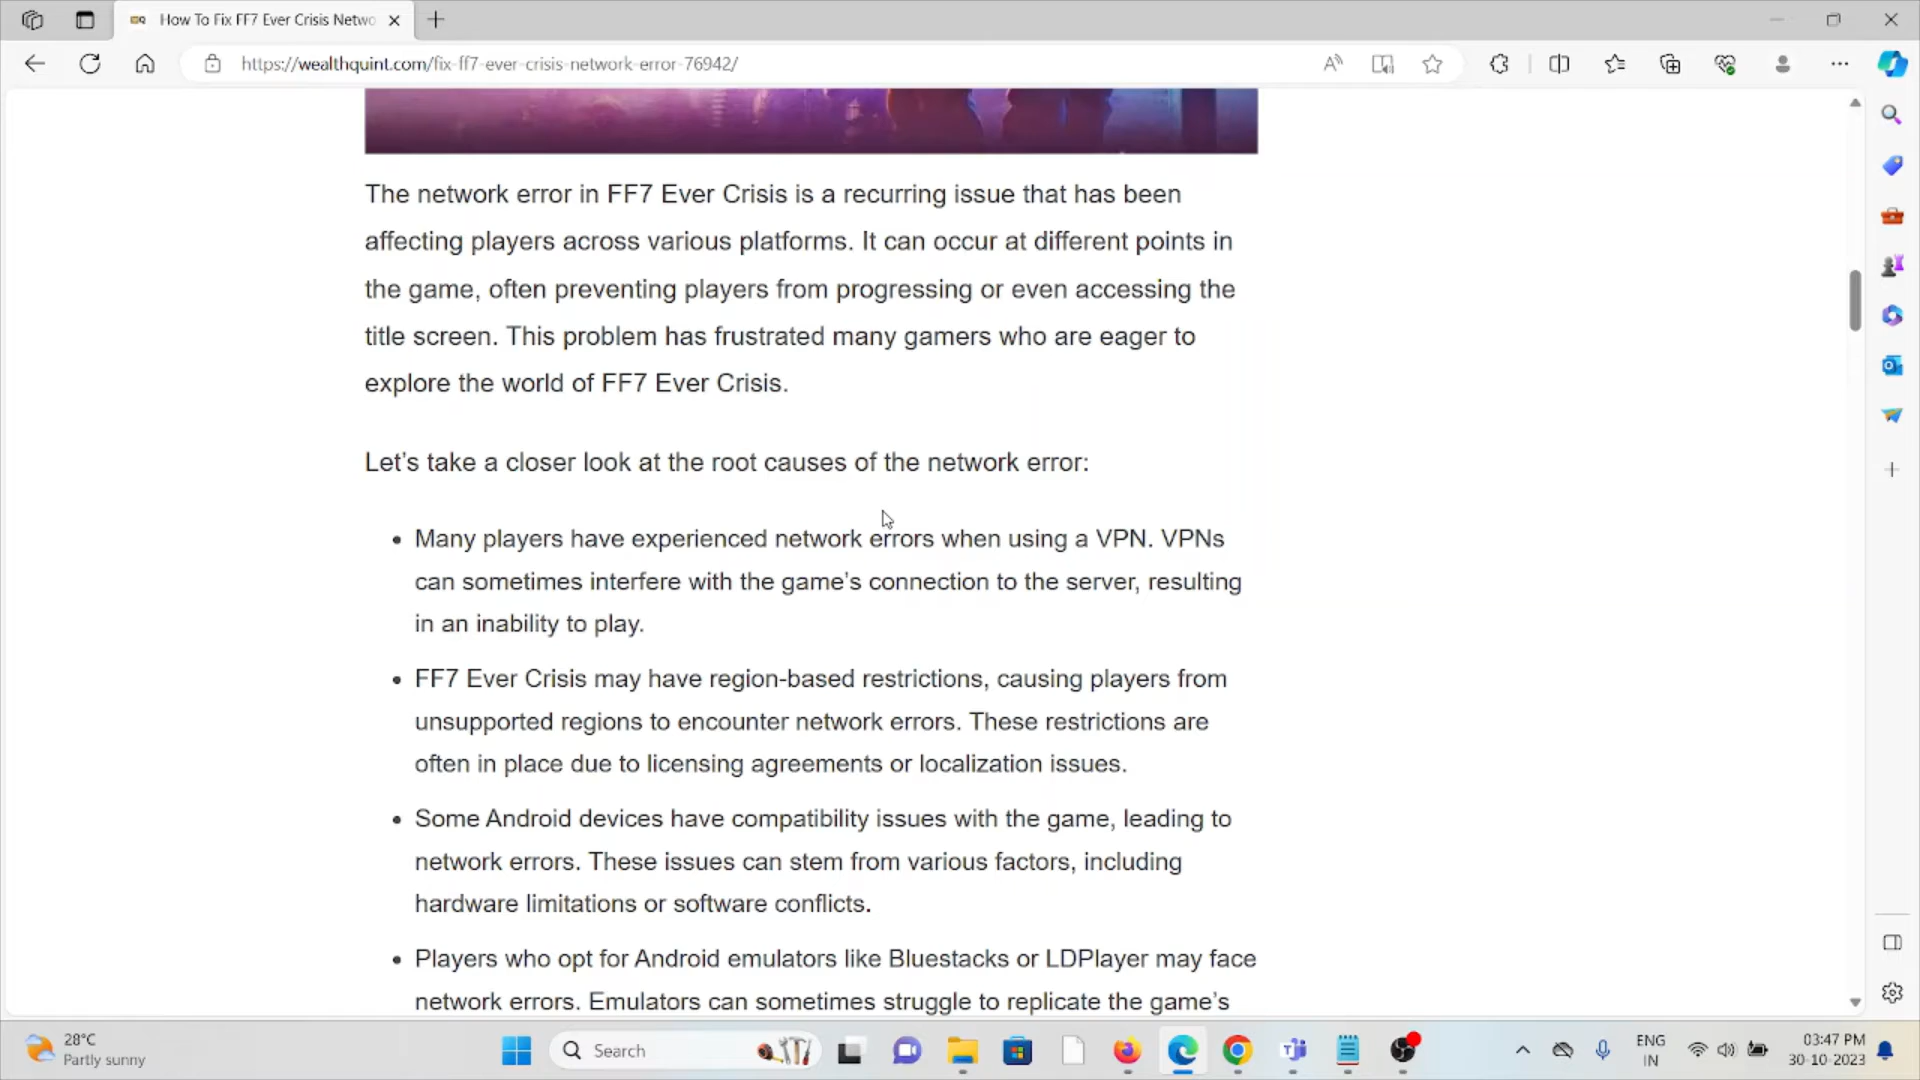 How To Fix FF7 Ever Crisis Netwo
https://wealthquint.com/fix-ff7-ever-crisis-network-error-76942/
The network error in FF7 Ever Crisis is a recurring issue that has been
affecting players across various platforms. It can occur at different points in
the game, often preventing players from progressing or even accessing the
title screen. This problem has frustrated many gamers who are eager to
explore the world of FF7 Ever Crisis.
Let’s take a closer look at the root causes of the network error:
• Many players have experienced network errors when using a VPN. VPNs
can sometimes interfere with the game’s connection to the server, resulting
in an inability to play.
• FF7 Ever Crisis may have region-based restrictions, causing players from
unsupported regions to encounter network errors. These restrictions are
often in place due to licensing agreements or localization issues.
• Some Android devices have compatibility issues with the game, leading to
network errors. These issues can stem from various factors, including
hardware limitations or software conflicts.
• Players who opt for Android emulators like Bluestacks or LDPlayer may face
network errors. Emulators can sometimes struggle to replicate the game’s
28°C
Partly sunny
Search
ENG
IN
03:47 PM
30-10-2023